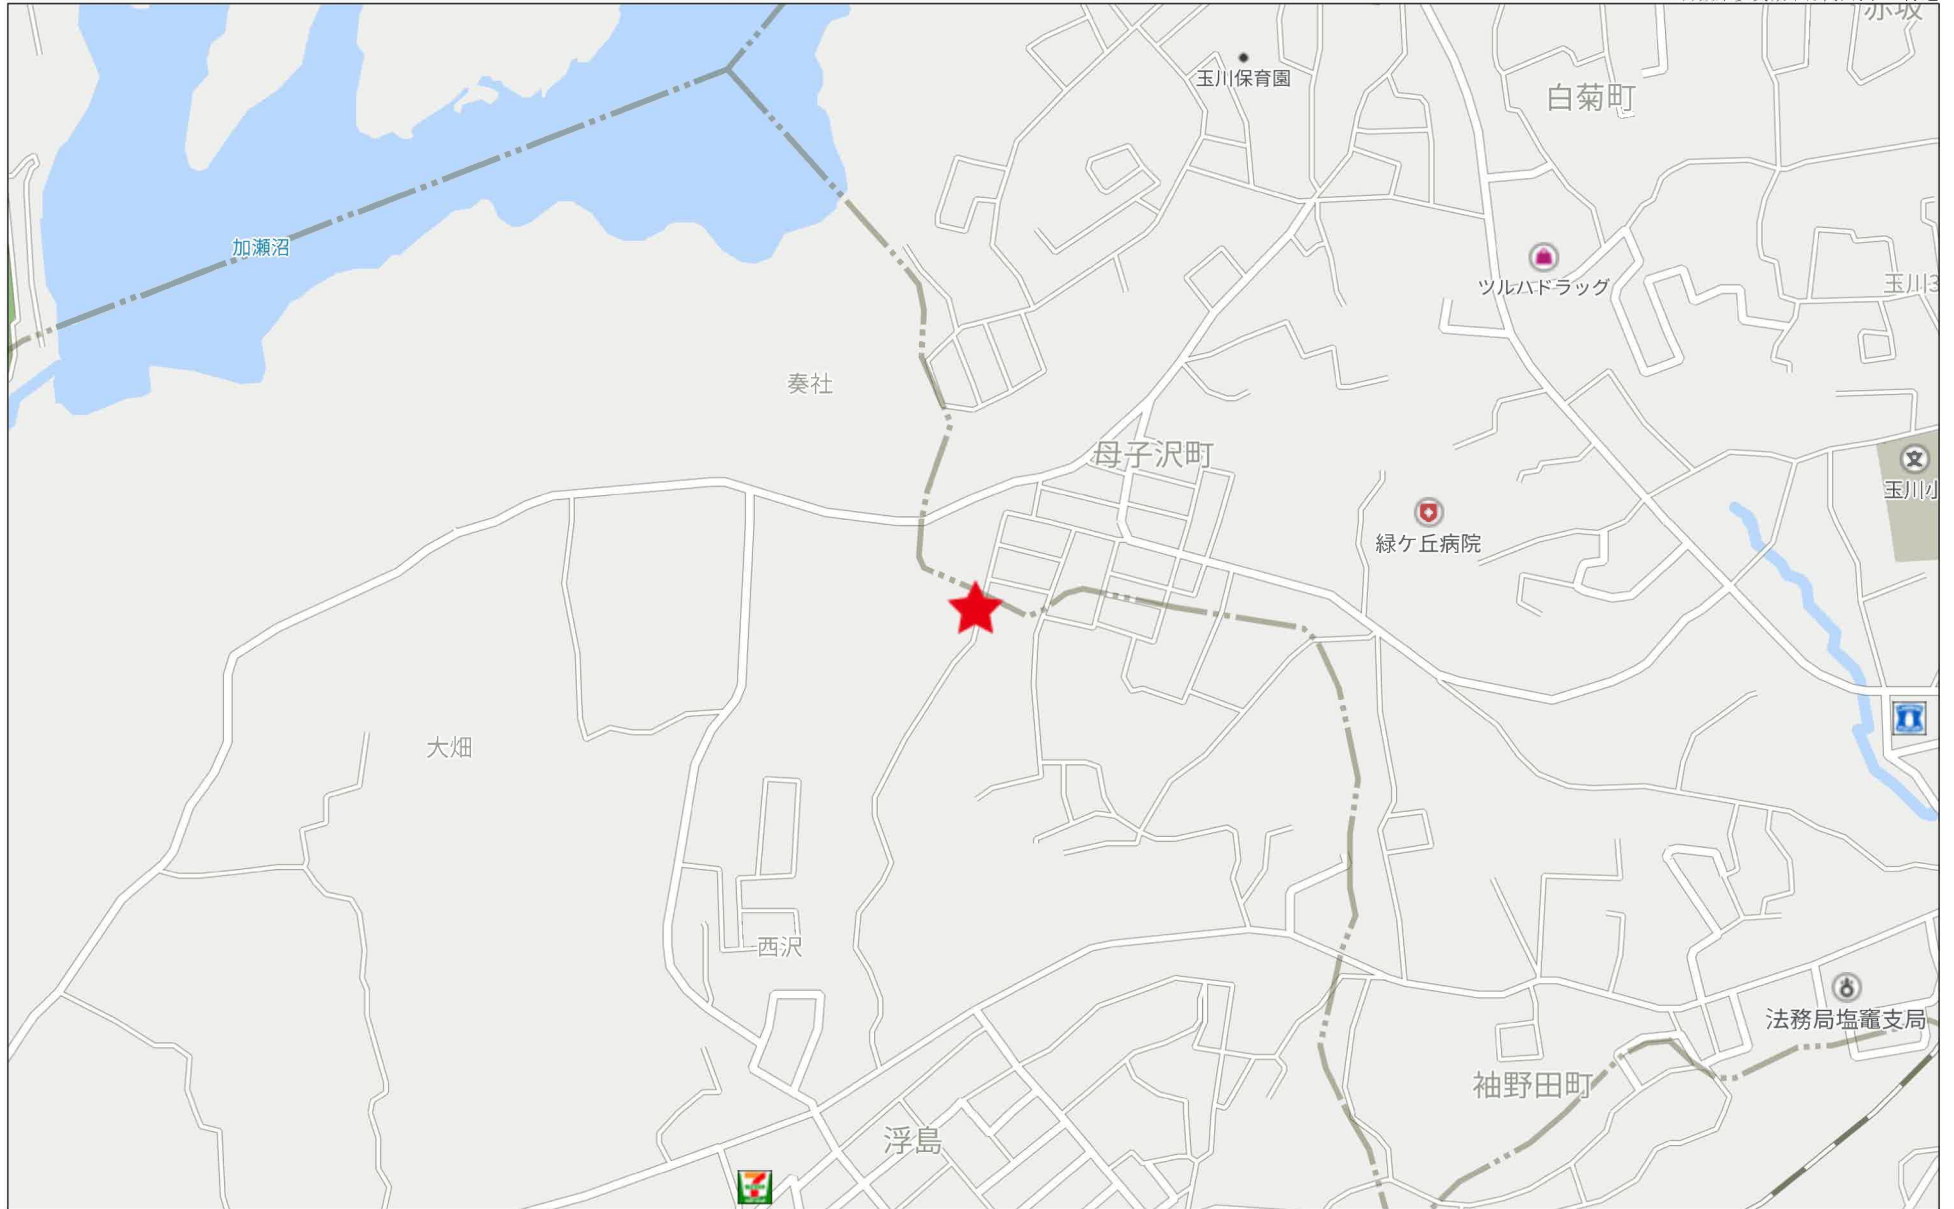 赤坂
玉川保育園
白菊町
加瀬沼
ツルハドラッグ
玉川3
奏社
母子沢町
玉川小
緑ケ丘病院
大畑
西沢
法務局塩竈支局
袖野田町
浮島